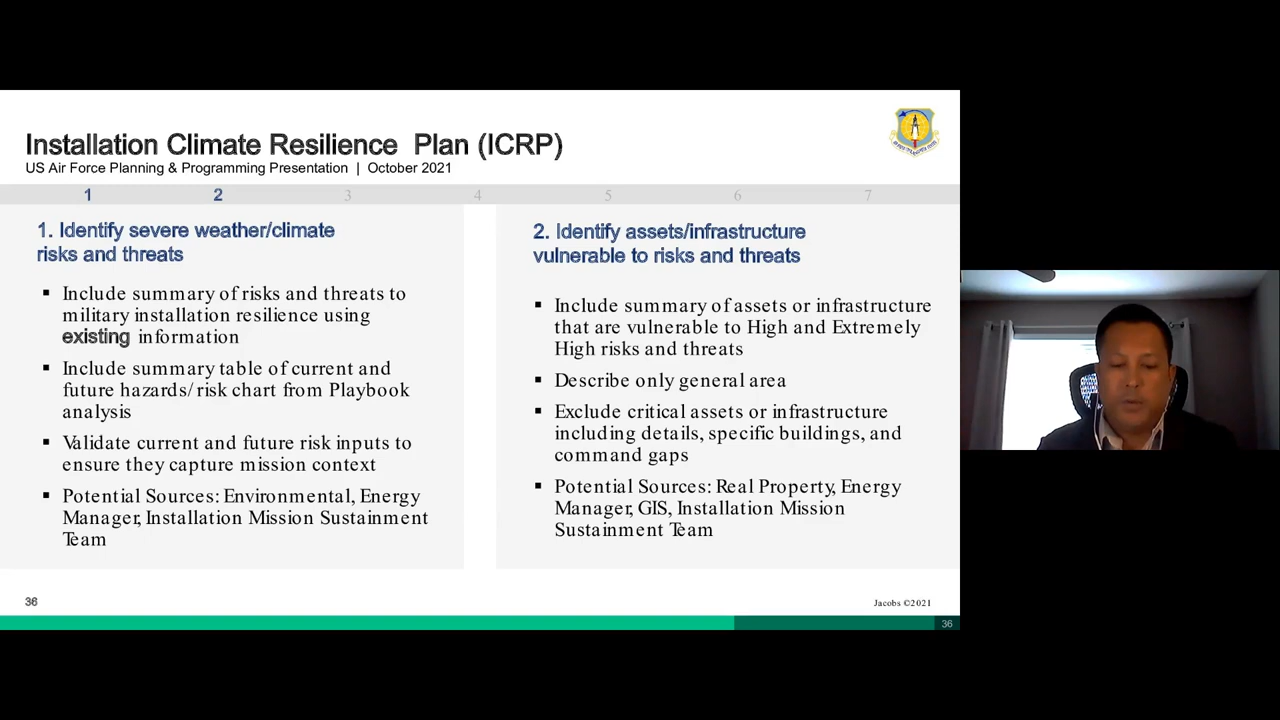 Installation Climate Resilience Plan (ICRP)
US Air Force Planning & Programming Presentation | October 2021
1 2 3 4 5 6 7
1. Identify severe weather/climate
risks and threats
▪ Include summary of risks and threats to
military installation resilience using
existing information
▪ Include summary table of current and
future hazards/risk chart from Playbook
analysis
▪ Validate current and future risk inputs to
ensure they capture mission context
▪ Potential Sources: Environmental, Energy
Manager, Installation Mission Sustainment
Team
2. Identify assets/infrastructure
vulnerable to risks and threats
▪ Include summary of assets or infrastructure
that are vulnerable to High and Extremely
High risks and threats
▪ Describe only general area
▪ Exclude critical assets or infrastructure
including details, specific buildings, and
command gaps
▪ Potential Sources: Real Property, Energy
Manager, GIS, Installation Mission
Sustainment Team
36
Jacobs ©2021
36